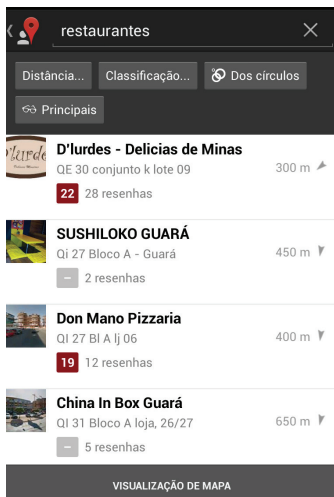 restaurantes
Distância... Classificação... Dos círculos
Principais
D'lurdes - Delicias de Minas
QE 30 conjunto k lote 09
300 m
22 28 resenhas
SUSHILOKO GUARÁ
Qi 27 Bloco A - Guará
450 m
– 2 resenhas
Don Mano Pizzaria
QI 27 Bl A lj 06
400 m
19 12 resenhas
China In Box Guará
QI 31 Bloco A loja, 26/27
650 m
– 5 resenhas
VISUALIZAÇÃO DE MAPA